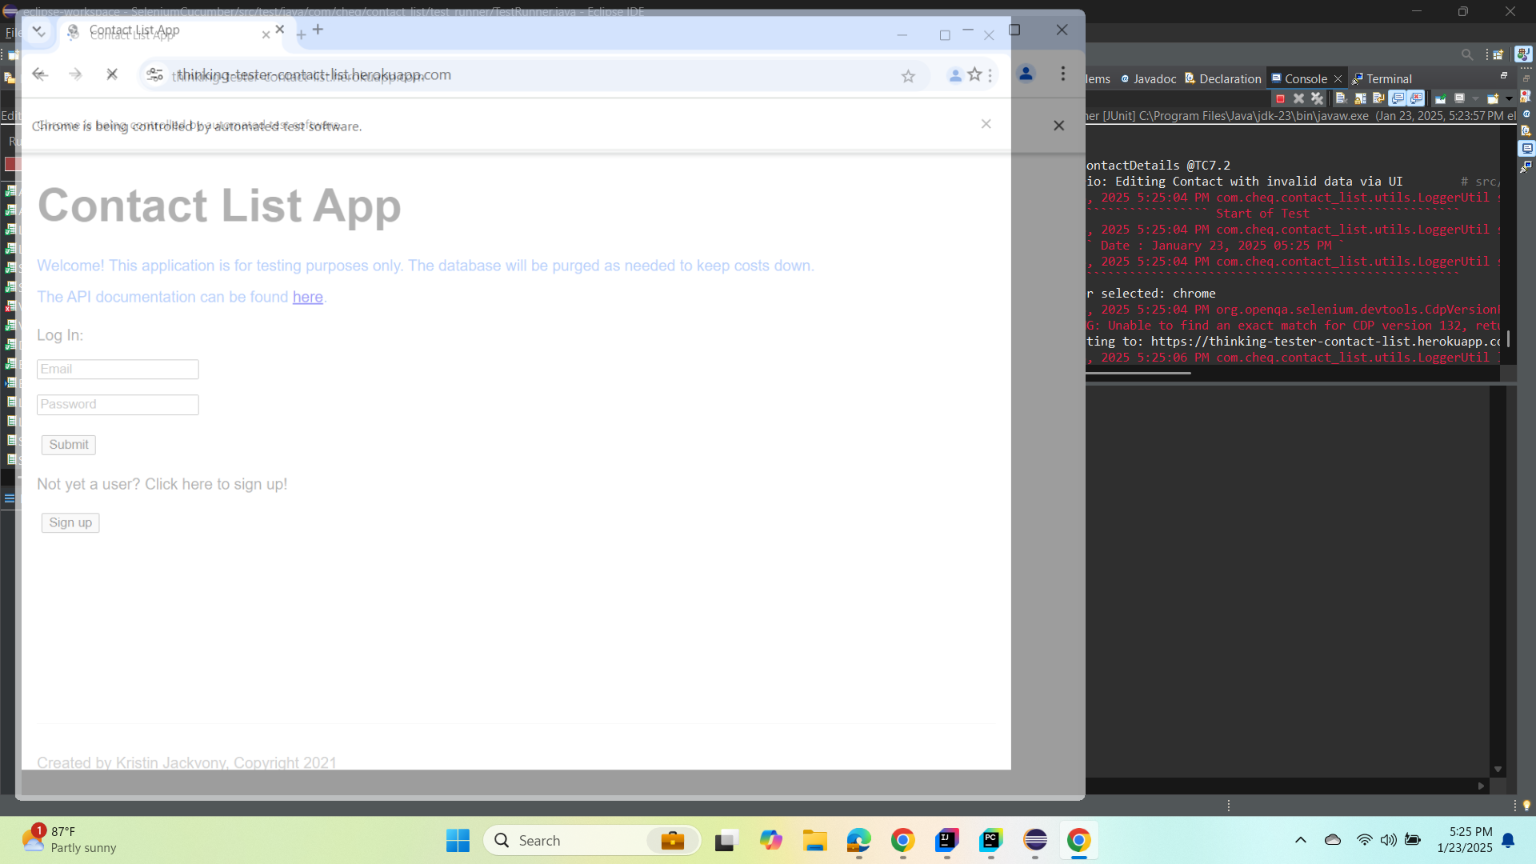 eclipse-workspace - SeleniumCucumber/src/test/java/com/cheq/contact_list/test_runner/TestRunner.java - Eclipse IDE
Contact List App
thinking-tester-contact-list.herokuapp.com
Chrome is being controlled by automated test software.
Contact List App
Welcome! This application is for testing purposes only. The database will be purged as needed to keep costs down.
The API documentation can be found here.
Log In:
Email
Password
Submit
Not yet a user? Click here to sign up!
Sign up
Created by Kristin Jackvony, Copyright 2021
lems Javadoc Declaration Console Terminal
ner [JUnit] C:\Program Files\Java\jdk-23\bin\javaw.exe (Jan 23, 2025, 5:23:57 PM el
ontactDetails @TC7.2
io: Editing Contact with invalid data via UI # src/
, 2025 5:25:04 PM com.cheq.contact_list.utils.LoggerUtil s
Start of Test
, 2025 5:25:04 PM com.cheq.contact_list.utils.LoggerUtil s
` Date : January 23, 2025 05:25 PM `
, 2025 5:25:04 PM com.cheq.contact_list.utils.LoggerUtil s
r selected: chrome
, 2025 5:25:04 PM org.openqa.selenium.devtools.CdpVersion
G: Unable to find an exact match for CDP version 132, retu
ting to: https://thinking-tester-contact-list.herokuapp.co
, 2025 5:25:06 PM com.cheq.contact_list.utils.LoggerUtil
1
87°F
Partly sunny
Search
5:25 PM
1/23/2025